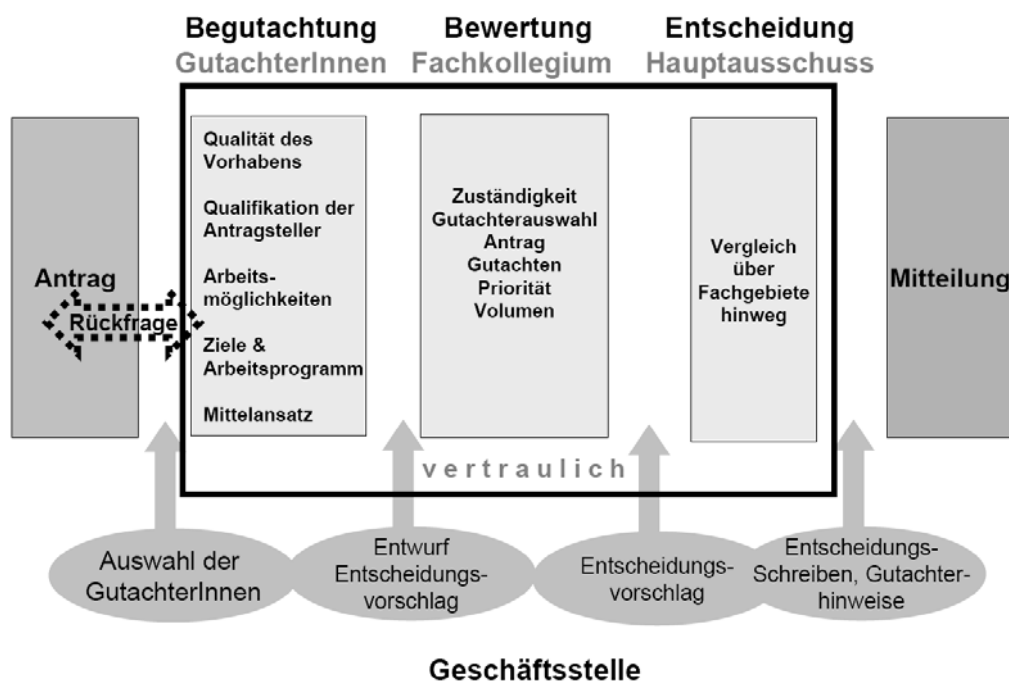 Begutachtung
GutachterInnen
Bewertung
Fachkollegium
Entscheidung
Hauptausschuss
Antrag
Rückfrage
Qualität des
Vorhabens
Qualifikation der
Antragsteller
Arbeits-
möglichkeiten
Ziele &
Arbeitsprogramm
Mittelansatz
Zuständigkeit
Gutachterauswahl
Antrag
Gutachten
Priorität
Volumen
Vergleich
über
Fachgebiete
hinweg
Mitteilung
vertraulich
Auswahl der
GutachterInnen
Entwurf
Entscheidungs-
vorschlag
Entscheidungs-
vorschlag
Entscheidungs-
Schreiben, Gutachter-
hinweise
Geschäftsstelle